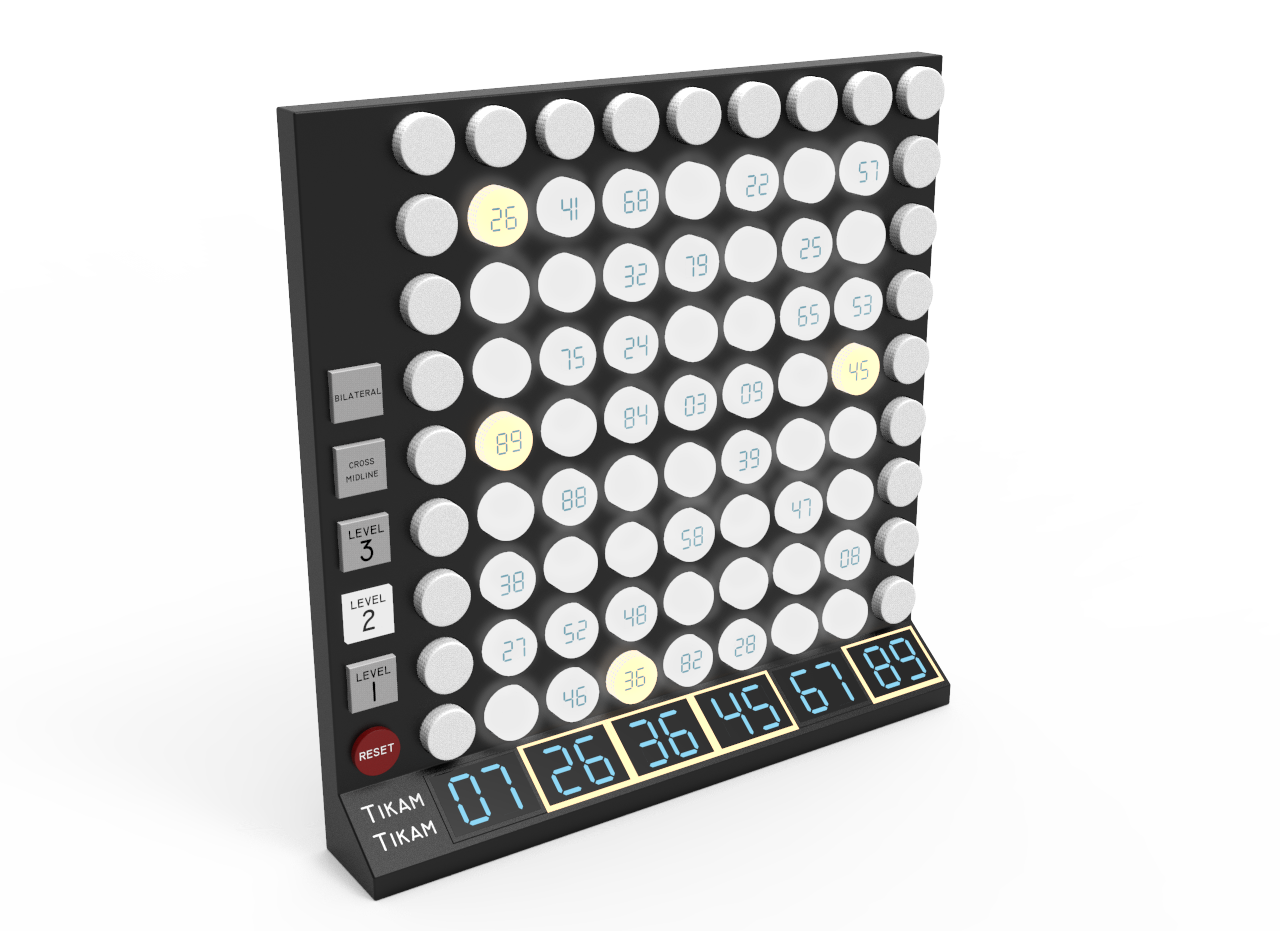 26 41 68 22 57
32 79 25
75 24 65 53
BILATERAL
89 84 03 09 45
CROSS
MIDLINE
88 39
LEVEL
3
38 58 47
LEVEL
2
27 52 48 08
LEVEL
1
46 36 82 28
RESET
TIKAM
TIKAM
07 26 36 45 67 89